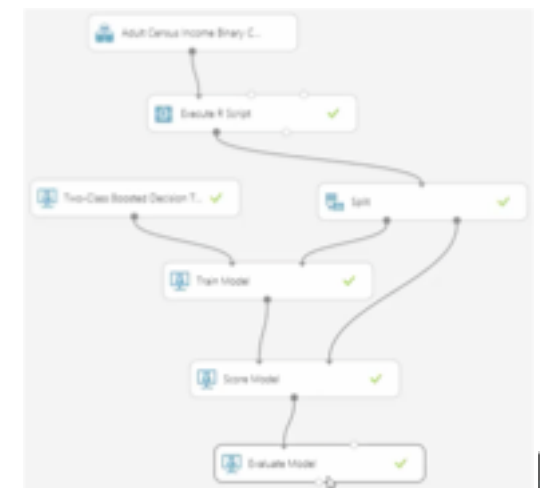 Adult Census Income Binary C...
Execute R Script
Two-Class Boosted Decision T...
Split
Train Model
Score Model
Evaluate Model